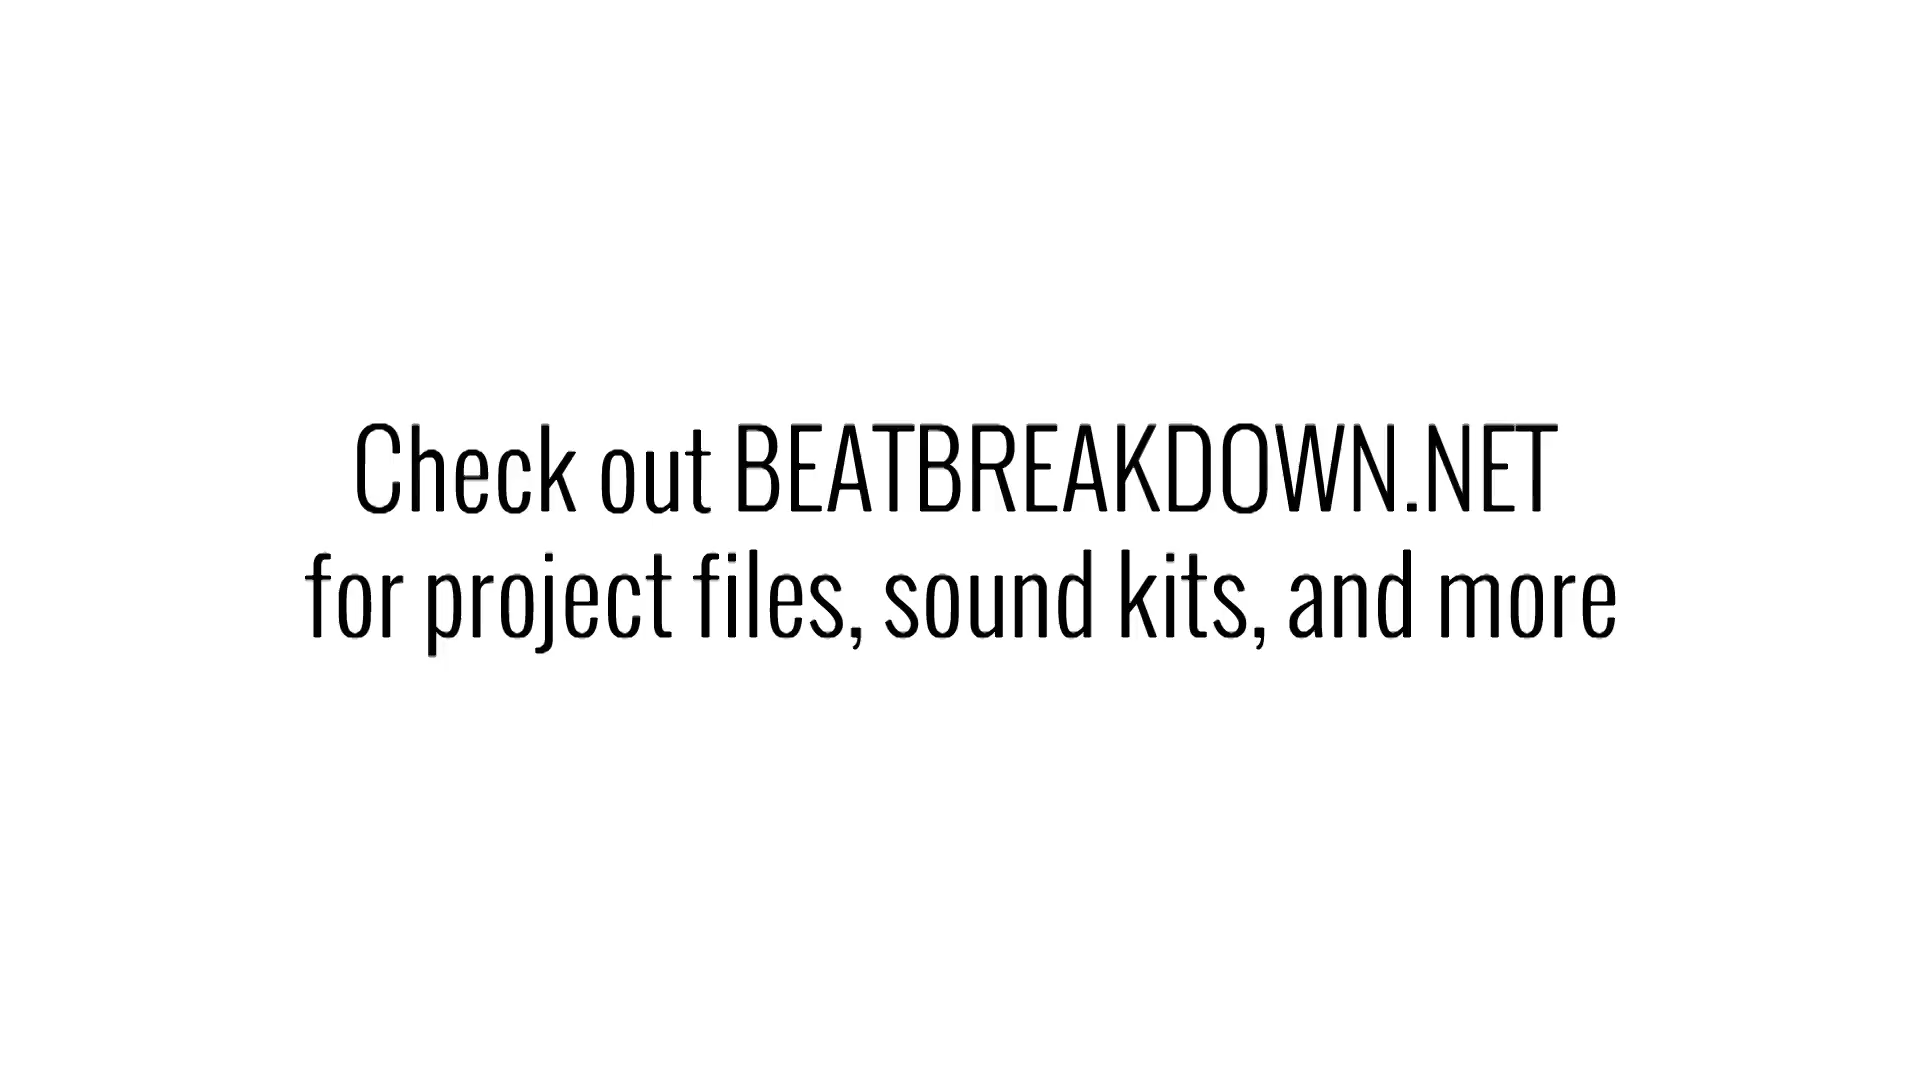 Check out BEATBREAKDOWN.NET
for project files, sound kits, and more